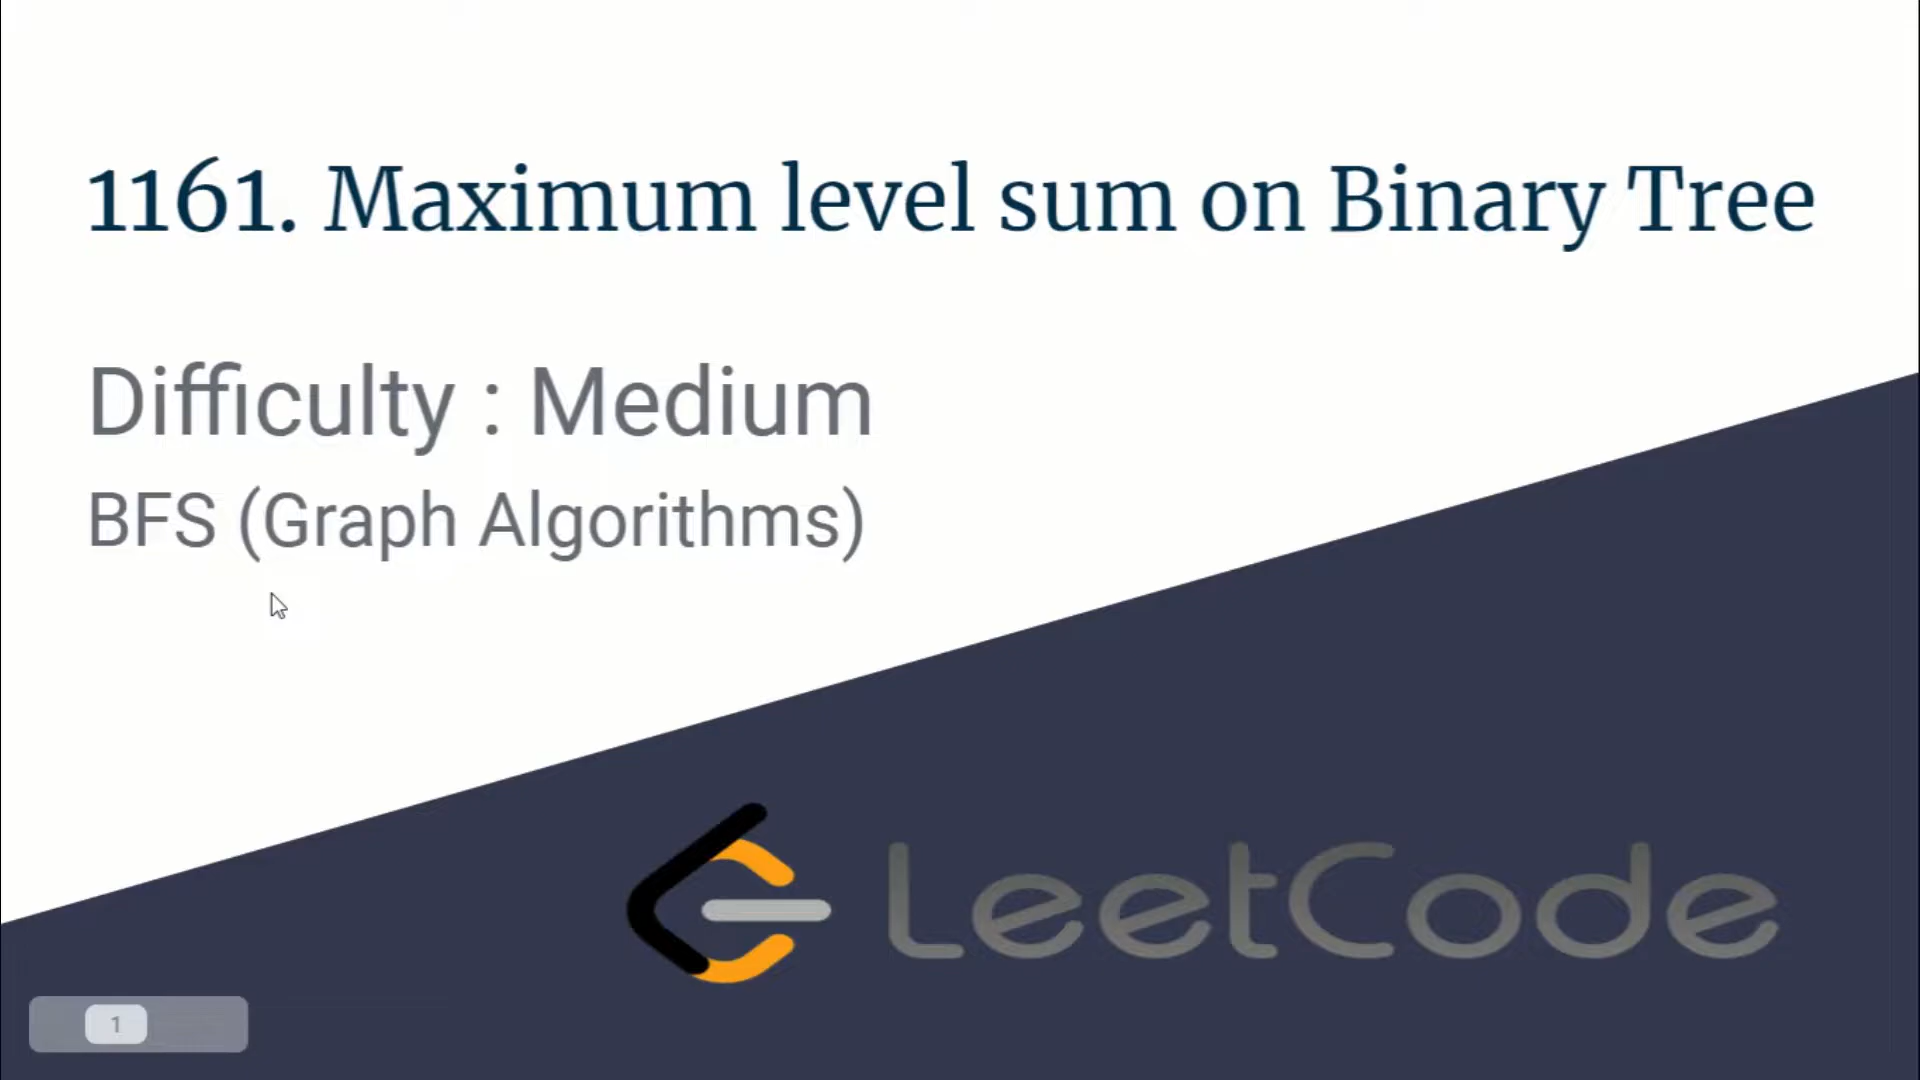 1161. Maximum level sum on Binary Tree
Difficulty : Medium
BFS (Graph Algorithms)
LeetCode
1